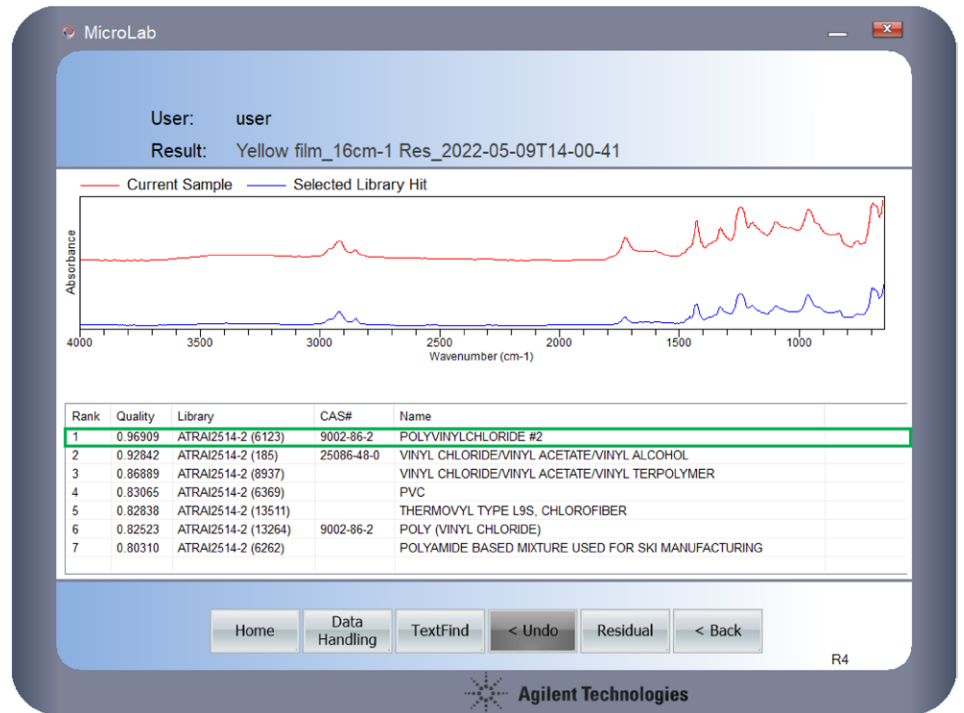 MicroLab
User: user
Result: Yellow film_16cm-1 Res_2022-05-09T14-00-41
Current Sample Selected Library Hit
Absorbance
4000 3500 3000 2500 2000 1500 1000
Wavenumber (cm-1)
Rank Quality Library CAS# Name
1 0.96909 ATRAI2514-2 (6123) 9002-86-2 POLYVINYLCHLORIDE #2
2 0.92842 ATRAI2514-2 (185) 25086-48-0 VINYL CHLORIDE/VINYL ACETATE/VINYL ALCOHOL
3 0.86889 ATRAI2514-2 (8937) VINYL CHLORIDE/VINYL ACETATE/VINYL TERPOLYMER
4 0.83065 ATRAI2514-2 (6369) PVC
5 0.82838 ATRAI2514-2 (13511) THERMOVYL TYPE L9S, CHLOROFIBER
6 0.82523 ATRAI2514-2 (13264) 9002-86-2 POLY (VINYL CHLORIDE)
7 0.80310 ATRAI2514-2 (6262) POLYAMIDE BASED MIXTURE USED FOR SKI MANUFACTURING
Home Data Handling TextFind < Undo Residual < Back
R4
Agilent Technologies